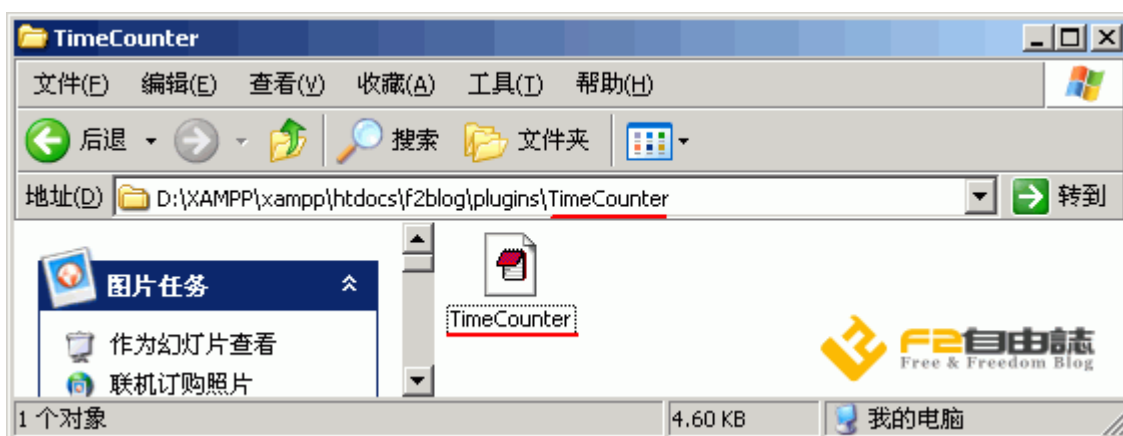 TimeCounter
文件(F) 编辑(E) 查看(V) 收藏(A) 工具(T) 帮助(H)
后退 搜索 文件夹
地址(D) D:\XAMPP\xampp\htdocs\f2blog\plugins\TimeCounter 转到
图片任务
作为幻灯片查看
联机订购照片
TimeCounter
F2自由誌
Free & Freedom Blog
1 个对象 4.60 KB 我的电脑